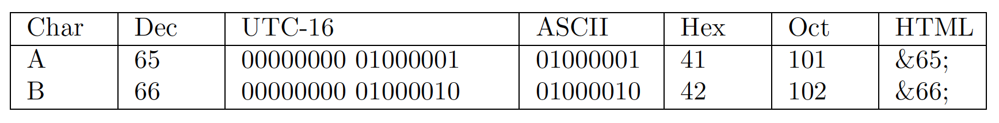 Char Dec UTC-16 ASCII Hex Oct HTML
A 65 00000000 01000001 01000001 41 101 &65;
B 66 00000000 01000010 01000010 42 102 &66;